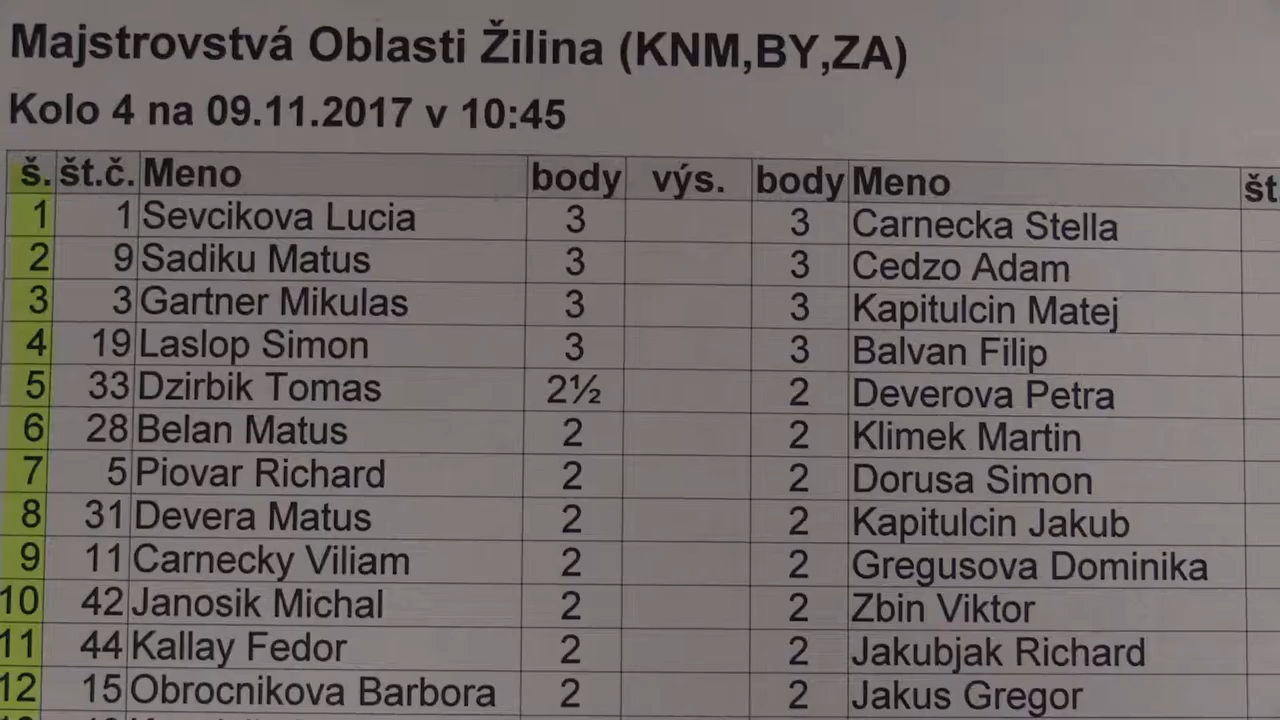 Majstrovstvá Oblasti Žilina (KNM,BY,ZA)
Kolo 4 na 09.11.2017 v 10:45
š. št.č. Meno body výs. body Meno št
1 1 Sevcikova Lucia 3 3 Carnecka Stella
2 9 Sadiku Matus 3 3 Cedzo Adam
3 3 Gartner Mikulas 3 3 Kapitulcin Matej
4 19 Laslop Simon 3 3 Balvan Filip
5 33 Dzirbik Tomas 2½ 2 Deverova Petra
6 28 Belan Matus 2 2 Klimek Martin
7 5 Piovar Richard 2 2 Dorusa Simon
8 31 Devera Matus 2 2 Kapitulcin Jakub
9 11 Carnecky Viliam 2 2 Gregusova Dominika
10 42 Janosik Michal 2 2 Zbin Viktor
11 44 Kallay Fedor 2 2 Jakubjak Richard
12 15 Obrocnikova Barbora 2 2 Jakus Gregor